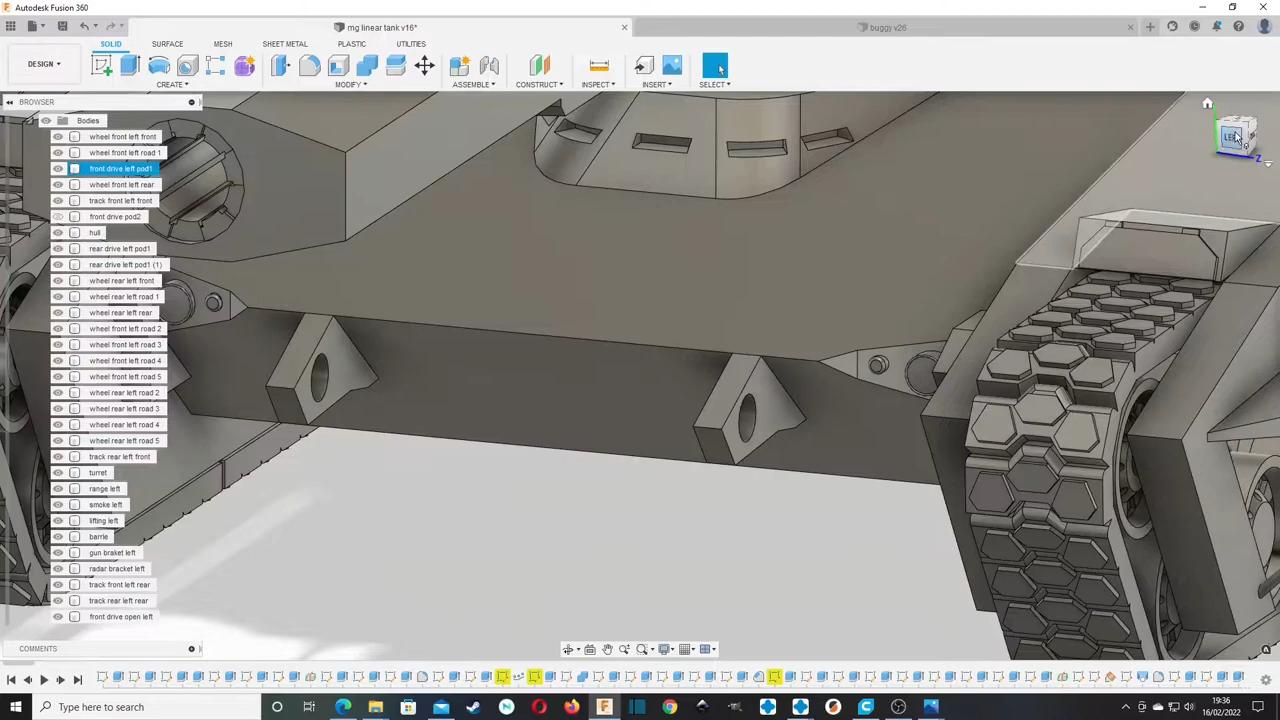 Autodesk Fusion 360
mg linear tank v16*
buggy v26
DESIGN
SOLID
SURFACE
MESH
SHEET METAL
PLASTIC
UTILITIES
CREATE
MODIFY
ASSEMBLE
CONSTRUCT
INSPECT
INSERT
SELECT
BROWSER
Bodies
wheel front left front
wheel front left road 1
front drive left pod1
wheel front left rear
track front left front
front drive pod2
hull
rear drive left pod1
rear drive left pod1 (1)
wheel rear left front
wheel rear left road 1
wheel rear left rear
wheel front left road 2
wheel front left road 3
wheel front left road 4
wheel front left road 5
wheel rear left road 2
wheel rear left road 3
wheel rear left road 4
wheel rear left road 5
track rear left front
turret
range left
smoke left
lifting left
barrle
gun braket left
radar bracket left
track front left rear
track rear left rear
front drive open left
Z
COMMENTS
Type here to search
19:36
16/02/2022